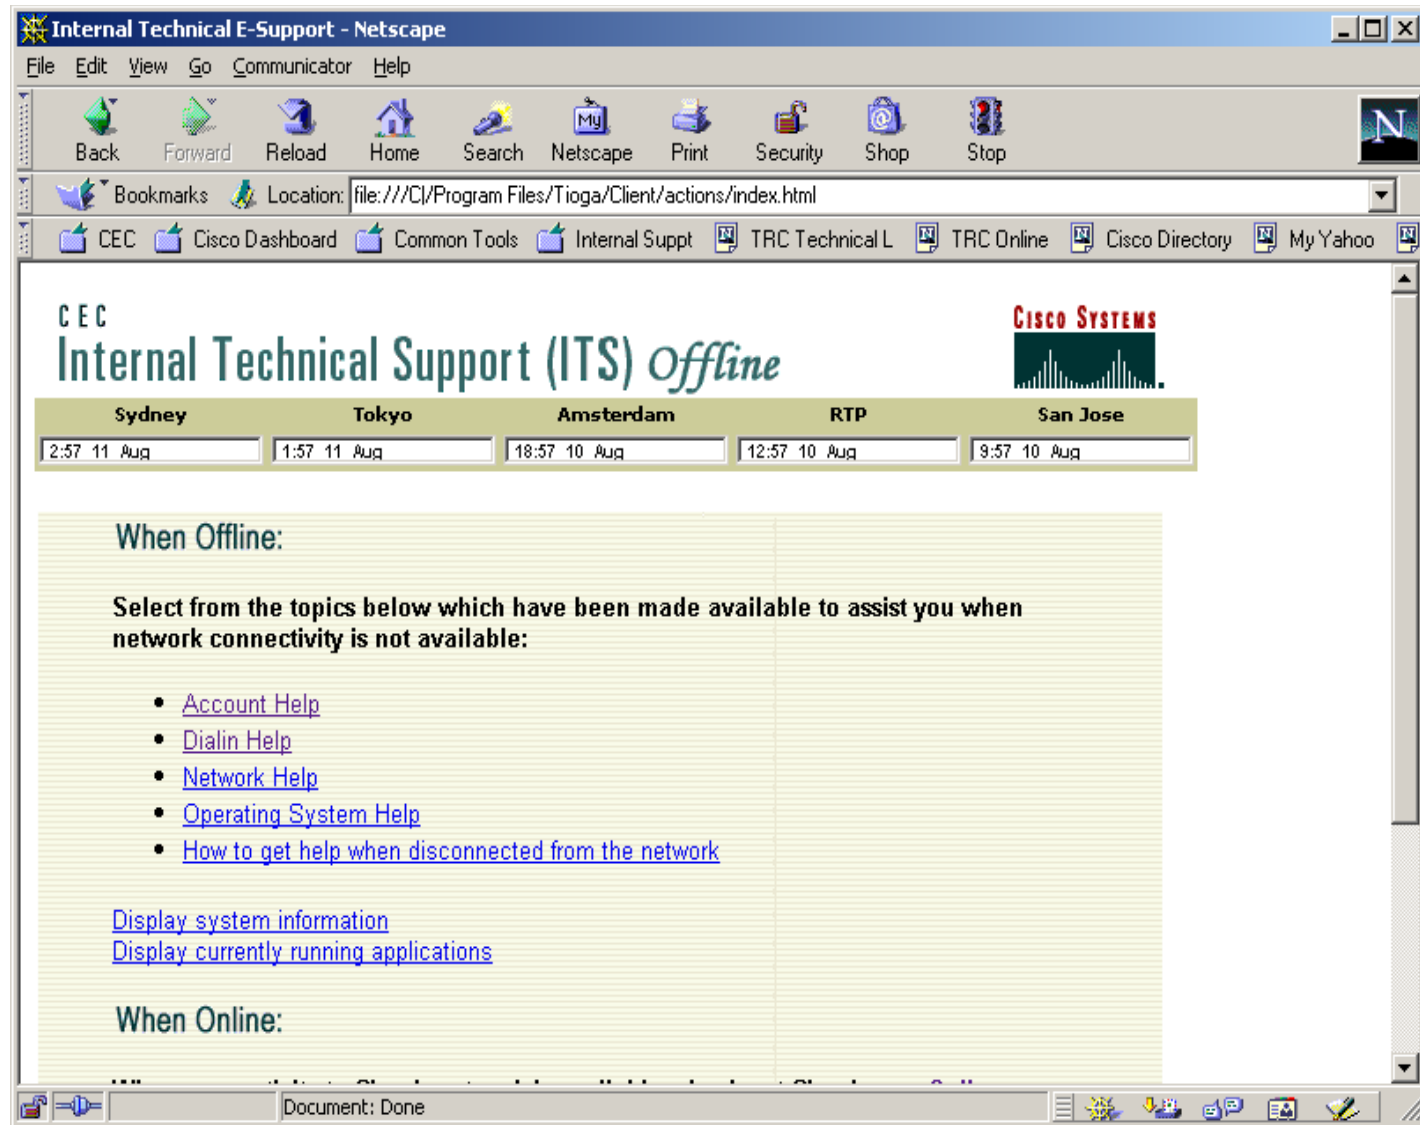 Internal Technical E-Support - Netscape
File Edit View Go Communicator Help
My
N
Back Forward Reload Home Search Netscape Print Security Shop Stop
Bookmarks Location: file:///C|/Program Files/Tioga/Client/actions/index.html
CEC Cisco Dashboard Common Tools Internal Suppt TRC Technical L TRC Online Cisco Directory My Yahoo
CEC
Internal Technical Support (ITS) Offline
CISCO SYSTEMS
Sydney Tokyo Amsterdam RTP San Jose
2:57 11 Aug 1:57 11 Aug 18:57 10 Aug 12:57 10 Aug 9:57 10 Aug
When Offline:
Select from the topics below which have been made available to assist you when
network connectivity is not available:
Account Help
Dialin Help
Network Help
Operating System Help
How to get help when disconnected from the network
Display system information
Display currently running applications
When Online:
Document: Done